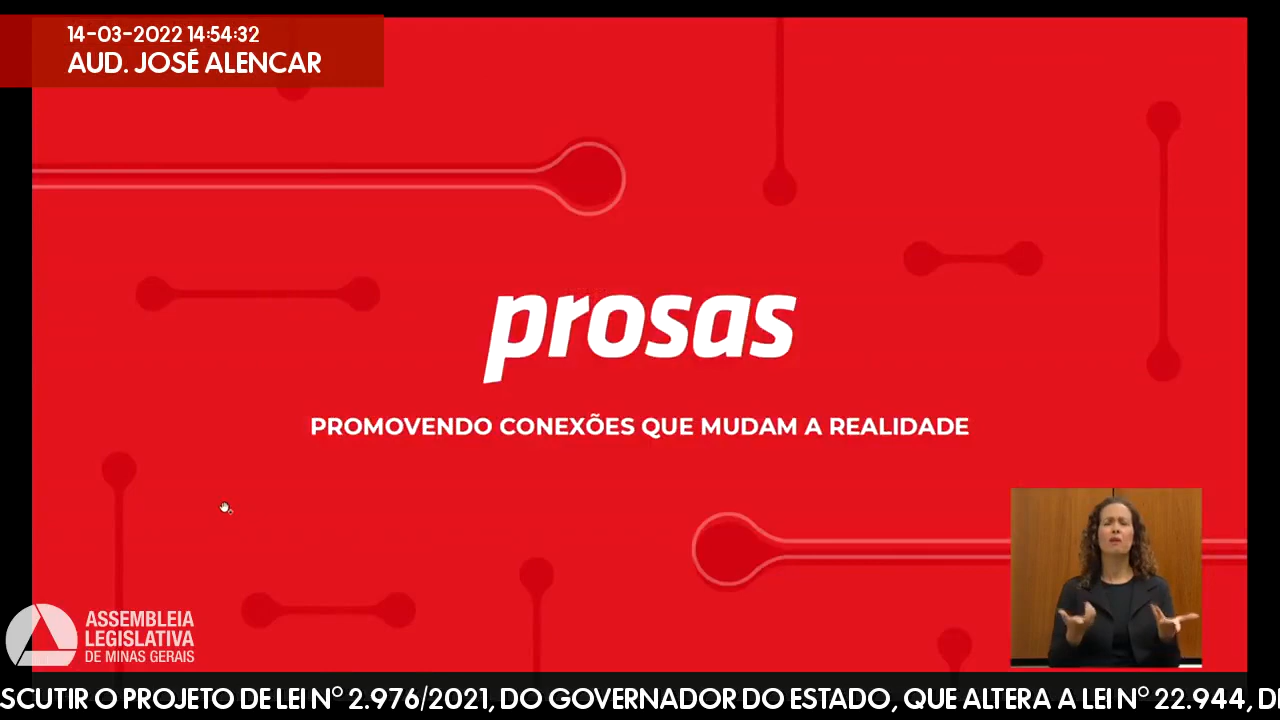 14-03-2022 14:54:32
AUD. JOSÉ ALENCAR
prosas
PROMOVENDO CONEXÕES QUE MUDAM A REALIDADE
ASSEMBLEIA
LEGISLATIVA
DE MINAS GERAIS
SCUTIR O PROJETO DE LEI Nº 2.976/2021, DO GOVERNADOR DO ESTADO, QUE ALTERA A LEI Nº 22.944, D